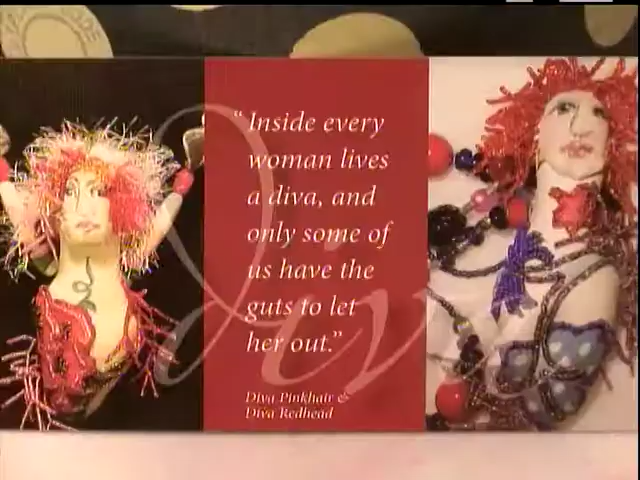 “Inside every
woman lives
a diva, and
only some of
us have the
guts to let
her out.”
Diva Pinkhair &
Diva Redhead
Diva